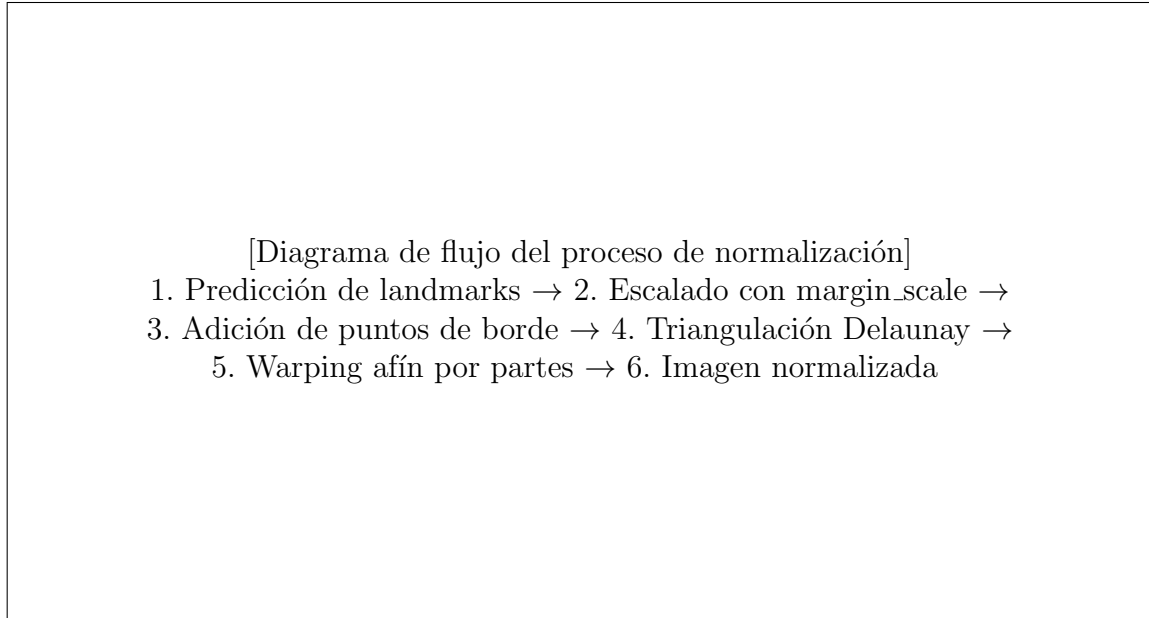 [Diagrama de flujo del proceso de normalización]
1. Predicción de landmarks → 2. Escalado con margin_scale →
3. Adición de puntos de borde → 4. Triangulación Delaunay →
5. Warping afín por partes → 6. Imagen normalizada